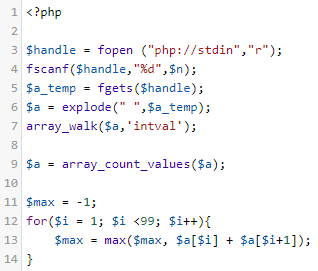 1 <?php
2
3 $handle = fopen ("php://stdin","r");
4 fscanf($handle,"%d",$n);
5 $a_temp = fgets($handle);
6 $a = explode(" ",$a_temp);
7 array_walk($a,'intval');
8
9 $a = array_count_values($a);
10
11 $max = -1;
12 for($i = 1; $i <99; $i++){
13     $max = max($max, $a[$i] + $a[$i+1]);
14 }